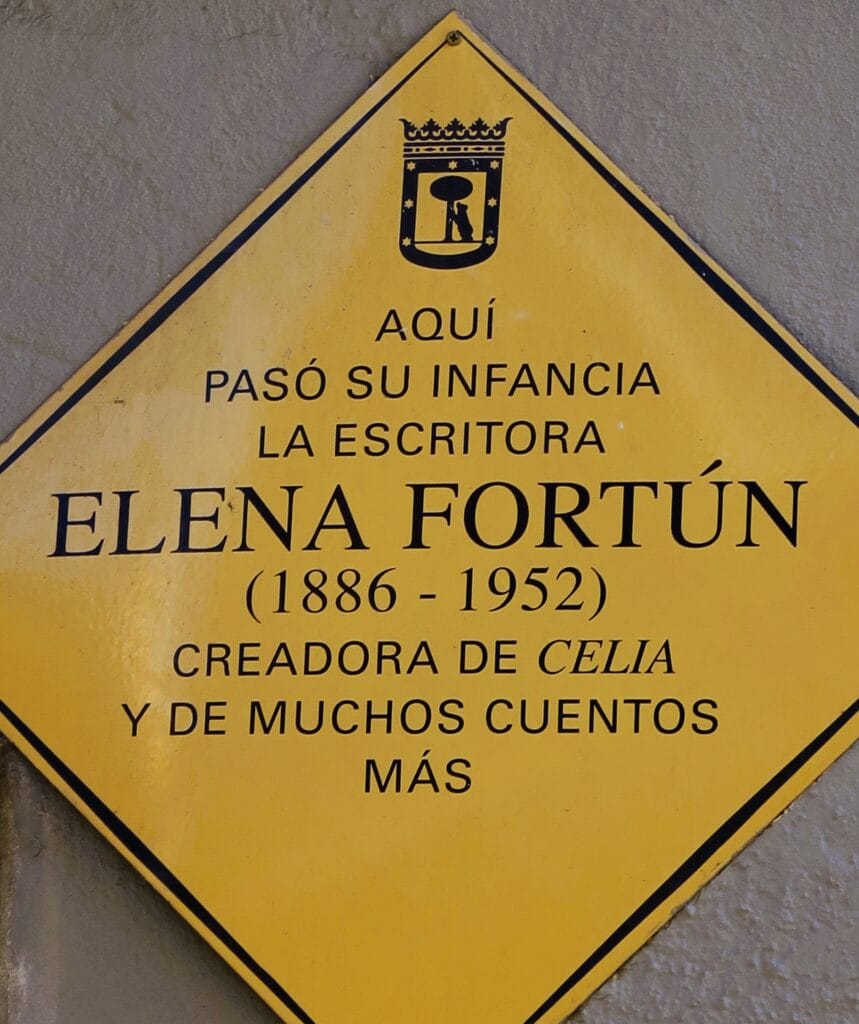 AQUÍ
PASÓ SU INFANCIA
LA ESCRITORA
ELENA FORTÚN
(1886 - 1952)
CREADORA DE CELIA
Y DE MUCHOS CUENTOS
MÁS